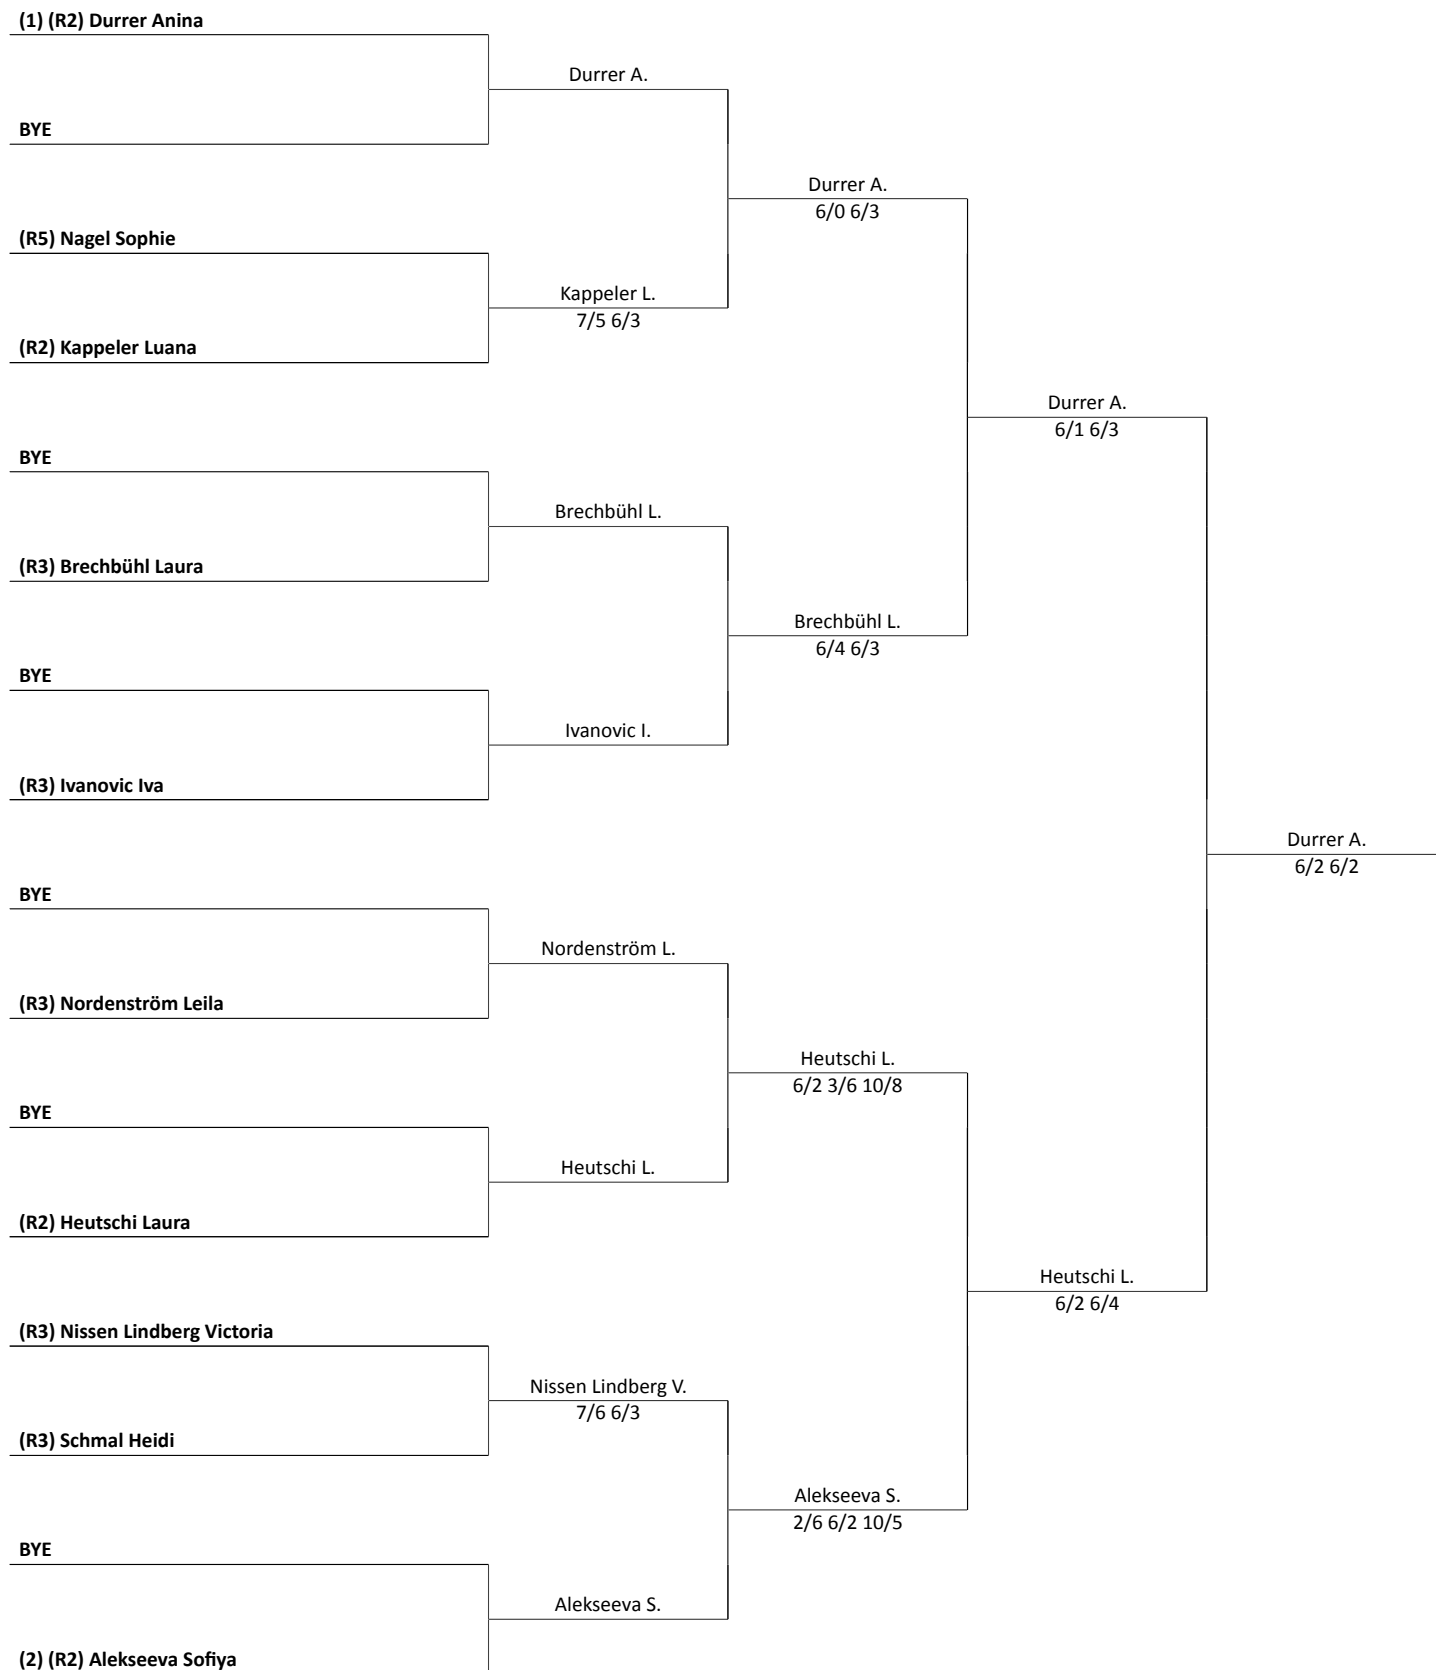 (1) (R2) Durrer Anina
Durrer A.
BYE
Durrer A.
6/0 6/3
(R5) Nagel Sophie
Kappeler L.
7/5 6/3
(R2) Kappeler Luana
Durrer A.
6/1 6/3
BYE
Brechbühl L.
(R3) Brechbühl Laura
Brechbühl L.
6/4 6/3
BYE
Ivanovic I.
(R3) Ivanovic Iva
Durrer A.
6/2 6/2
BYE
Nordenström L.
(R3) Nordenström Leila
Heutschi L.
6/2 3/6 10/8
BYE
Heutschi L.
(R2) Heutschi Laura
Heutschi L.
6/2 6/4
(R3) Nissen Lindberg Victoria
Nissen Lindberg V.
7/6 6/3
(R3) Schmal Heidi
Alekseeva S.
2/6 6/2 10/5
BYE
Alekseeva S.
(2) (R2) Alekseeva Sofiya